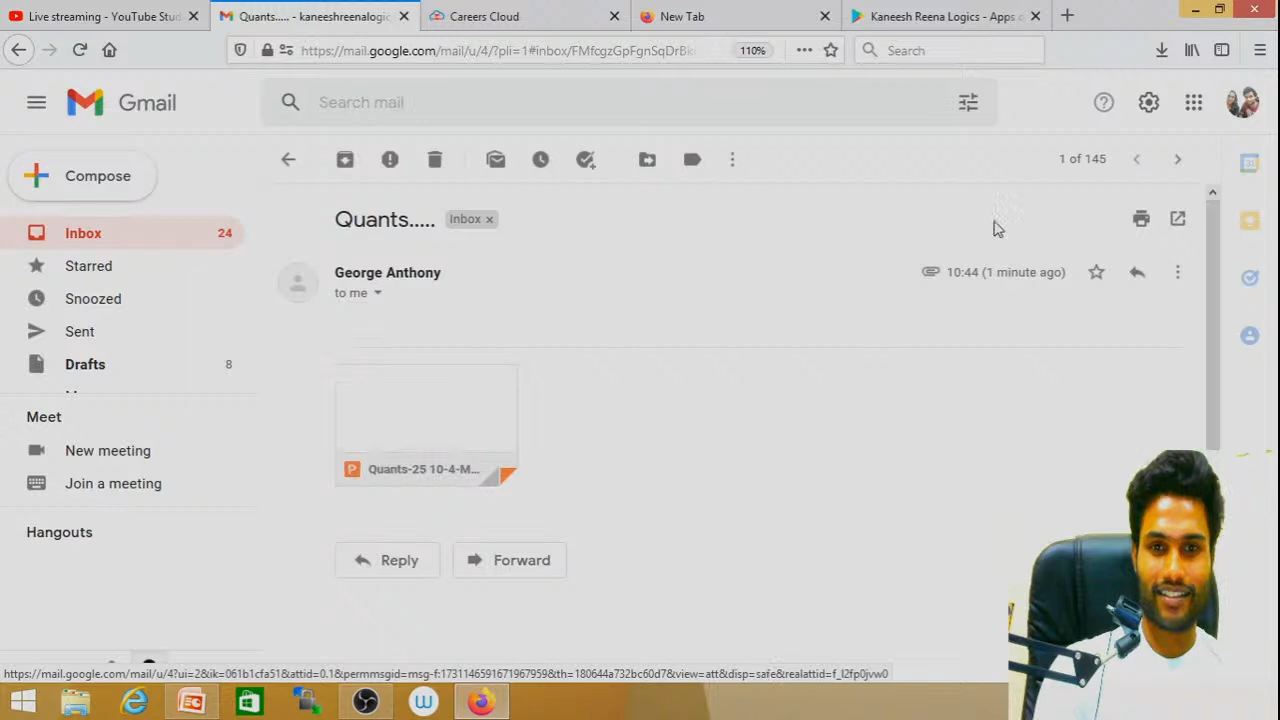 Live streaming - YouTube Stud
Quants..... - kaneeshreenalogic
Careers Cloud
New Tab
Kaneesh Reena Logics - Apps o
https://mail.google.com/mail/u/4/?pli=1#inbox/FMfcgzGpFgnSqDrBk
110%
Search
Gmail
Search mail
Compose
1 of 145
Inbox 24
Quants..... Inbox x
Starred
George Anthony
10:44 (1 minute ago)
to me
Snoozed
Sent
Drafts 8
Meet
New meeting
P Quants-25 10-4-M...
Join a meeting
Hangouts
Reply
Forward
https://mail.google.com/mail/u/4?ui=2&ik=061b1cfa51&attid=0.1&permmsgid=msg-f:1731146591671967959&th=180644a732bc60d7&view=att&disp=safe&realattid=f_l2fp0jvw0